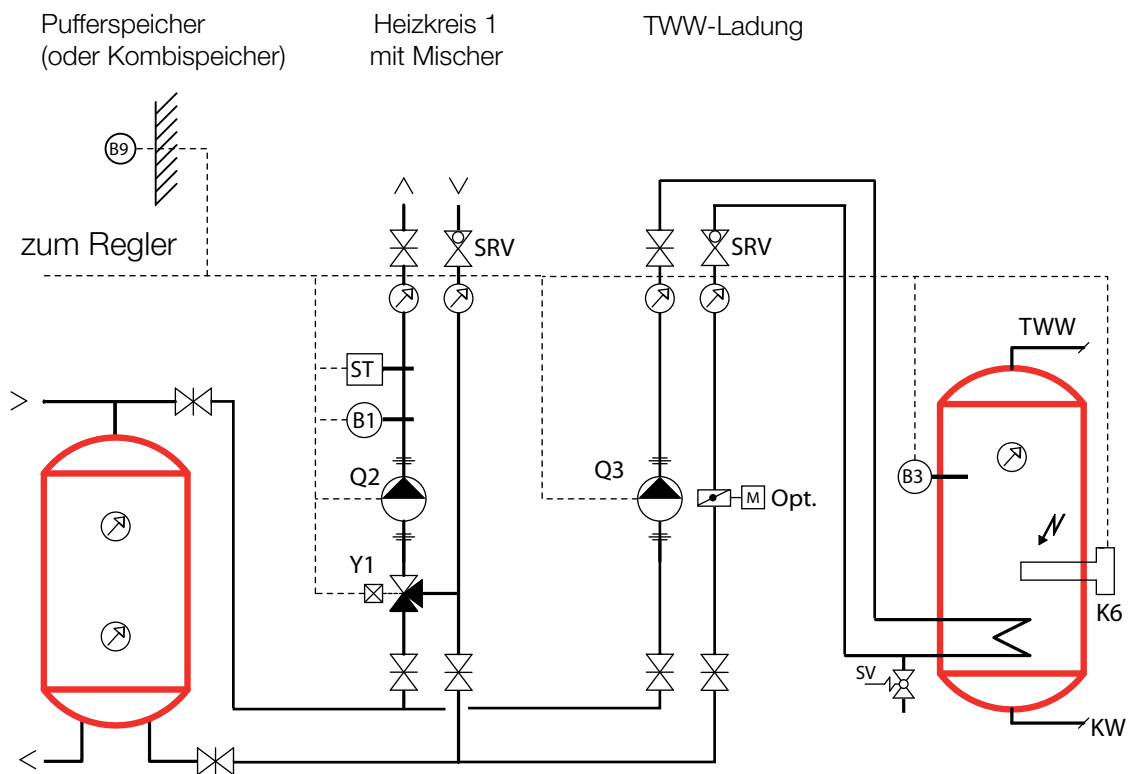 Pufferspeicher
(oder Kombispeicher)
Heizkreis 1
mit Mischer
TWW-Ladung
B9
zum Regler
SRV
SRV
TWW
ST
B1
Q2
Q3
B3
M
Opt.
Y1
K6
SV
KW